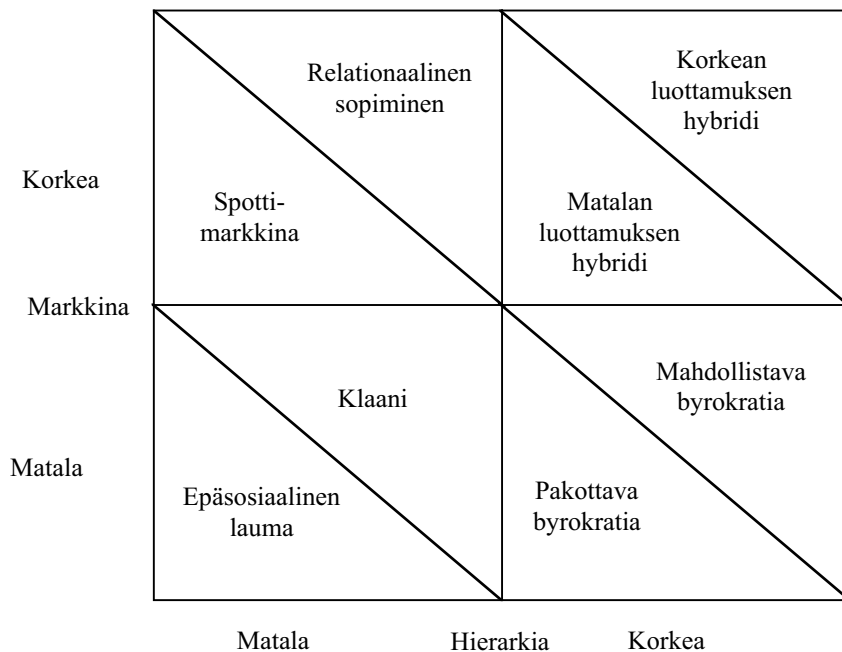 Relationaalinen
sopiminen
Korkean
luottamuksen
hybridi
Korkea
Spotti-
markkina
Matalan
luottamuksen
hybridi
Markkina
Klaani
Mahdollistava
byrokratia
Matala
Epäsosiaalinen
lauma
Pakottava
byrokratia
Matala
Hierarkia
Korkea